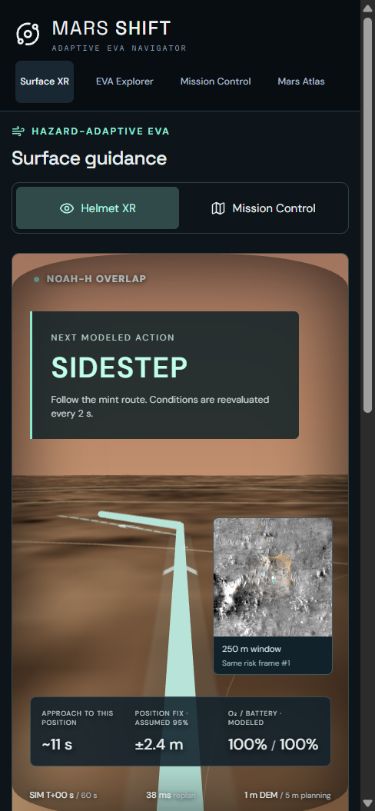 MARS SHIFT
ADAPTIVE EVA NAVIGATOR
Surface XR EVA Explorer Mission Control Mars Atlas
HAZARD-ADAPTIVE EVA
Surface guidance
Helmet XR Mission Control
NOAH-H OVERLAP
NEXT MODELED ACTION
SIDESTEP
Follow the mint route. Conditions are reevaluated
every 2 s.
250 m window
Same risk frame #1
APPROACH TO THIS
POSITION
~11 s
POSITION FIX ·
ASSUMED 95%
±2.4 m
O₂ / BATTERY ·
MODELED
100% / 100%
SIM T+00 s / 60 s 38 ms replan 1 m DEM / 5 m planning